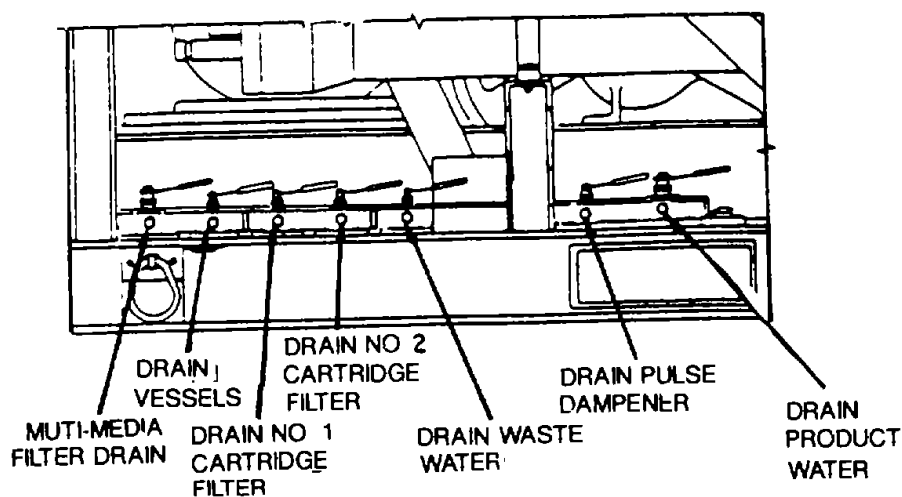 MUTI-MEDIA
FILTER DRAIN
DRAIN
VESSELS
DRAIN NO 1
CARTRIDGE
FILTER
DRAIN NO 2
CARTRIDGE
FILTER
DRAIN WASTE
WATER
DRAIN PULSE
DAMPENER
DRAIN
PRODUCT
WATER